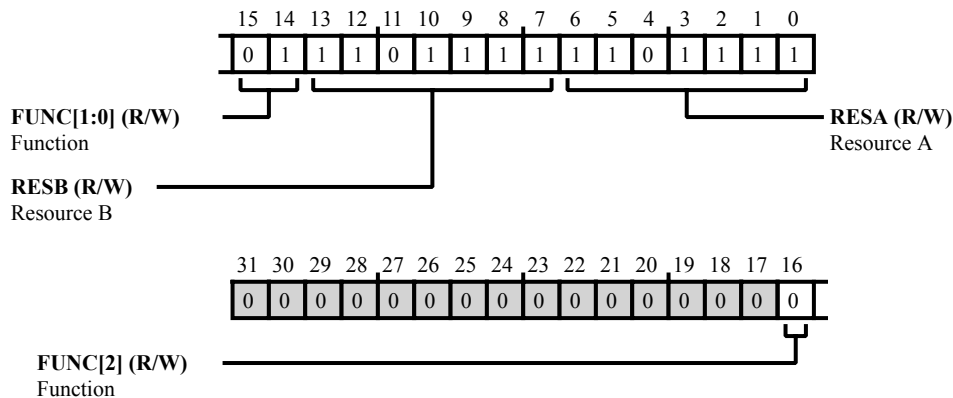 15 14 13 12 11 10 9 8 7 6 5 4 3 2 1 0
0 1 1 1 0 1 1 1 1 1 1 0 1 1 1 1
FUNC[1:0] (R/W)
Function
RESA (R/W)
Resource A
RESB (R/W)
Resource B
31 30 29 28 27 26 25 24 23 22 21 20 19 18 17 16
0 0 0 0 0 0 0 0 0 0 0 0 0 0 0 0
FUNC[2] (R/W)
Function